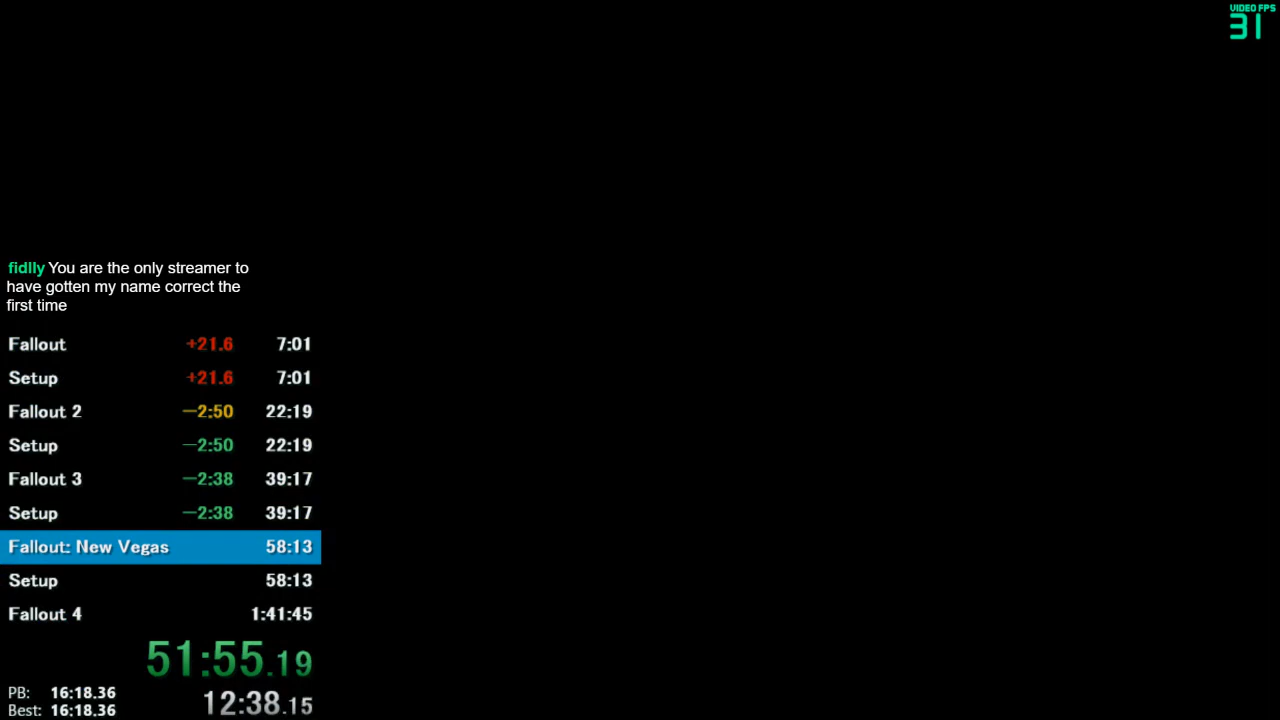 VIDEO FPS
31
fidlly You are the only streamer to
have gotten my name correct the
first time
Fallout +21.6 7:01
Setup +21.6 7:01
Fallout 2 −2:50 22:19
Setup −2:50 22:19
Fallout 3 −2:38 39:17
Setup −2:38 39:17
Fallout: New Vegas 58:13
Setup 58:13
Fallout 4 1:41:45
51:55.19
PB: 16:18.36
Best: 16:18.36
12:38.15